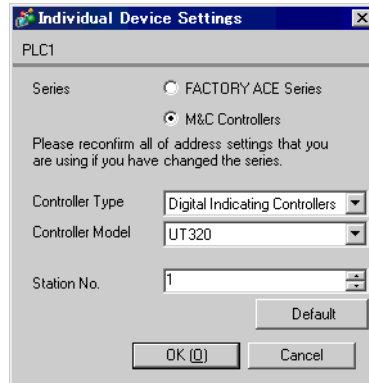 Individual Device Settings
PLC1
Series
FACTORY ACE Series
M&C Controllers
Please reconfirm all of address settings that you
are using if you have changed the series.
Controller Type
Digital Indicating Controllers
Controller Model
UT320
Station No.
1
Default
OK (O)
Cancel